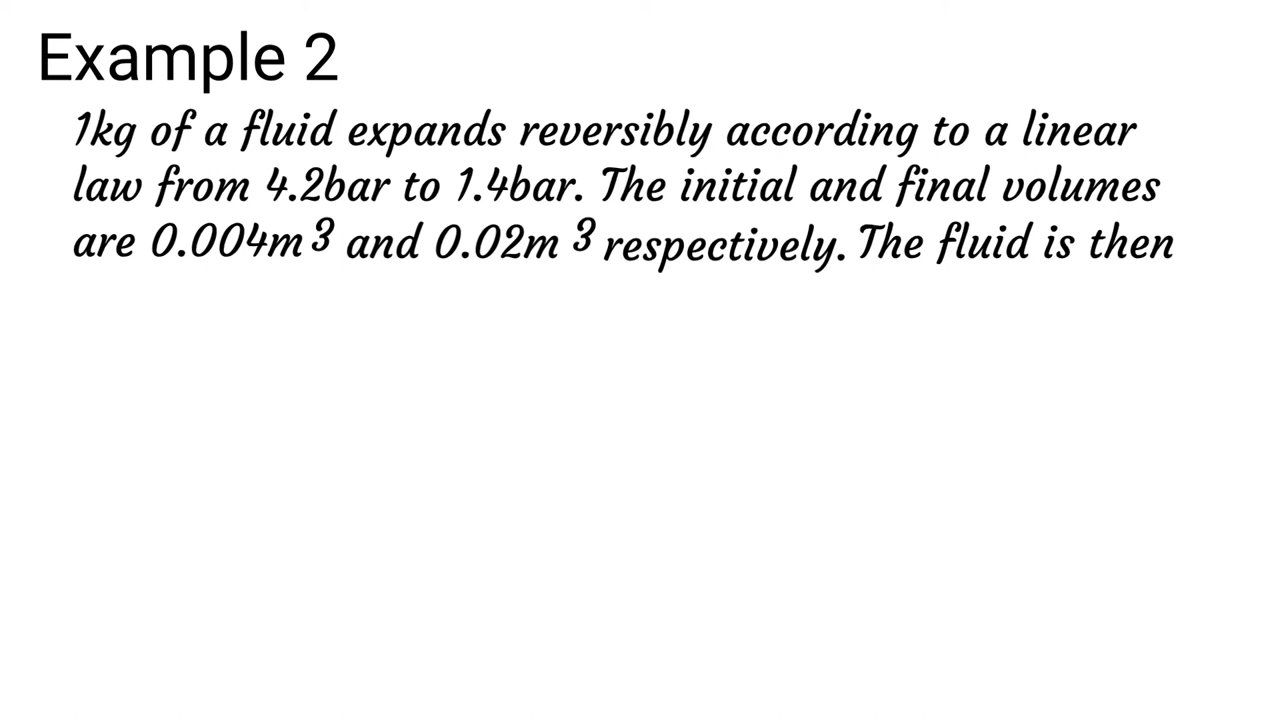 Example 2
1kg of a fluid expands reversibly according to a linear
law from 4.2bar to 1.4bar. The initial and final volumes
are 0.004m³ and 0.02m³ respectively. The fluid is then